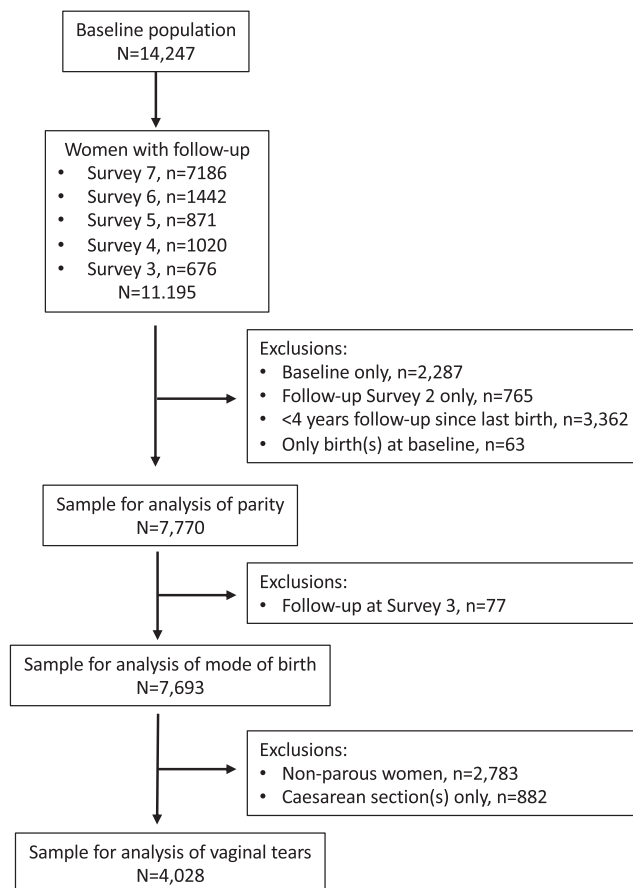 Baseline population
N=14,247
Women with follow-up
• Survey 7, n=7186
• Survey 6, n=1442
• Survey 5, n=871
• Survey 4, n=1020
• Survey 3, n=676
N=11.195
Exclusions:
• Baseline only, n=2,287
• Follow-up Survey 2 only, n=765
• <4 years follow-up since last birth, n=3,362
• Only birth(s) at baseline, n=63
Sample for analysis of parity
N=7,770
Exclusions:
• Follow-up at Survey 3, n=77
Sample for analysis of mode of birth
N=7,693
Exclusions:
• Non-parous women, n=2,783
• Caesarean section(s) only, n=882
Sample for analysis of vaginal tears
N=4,028